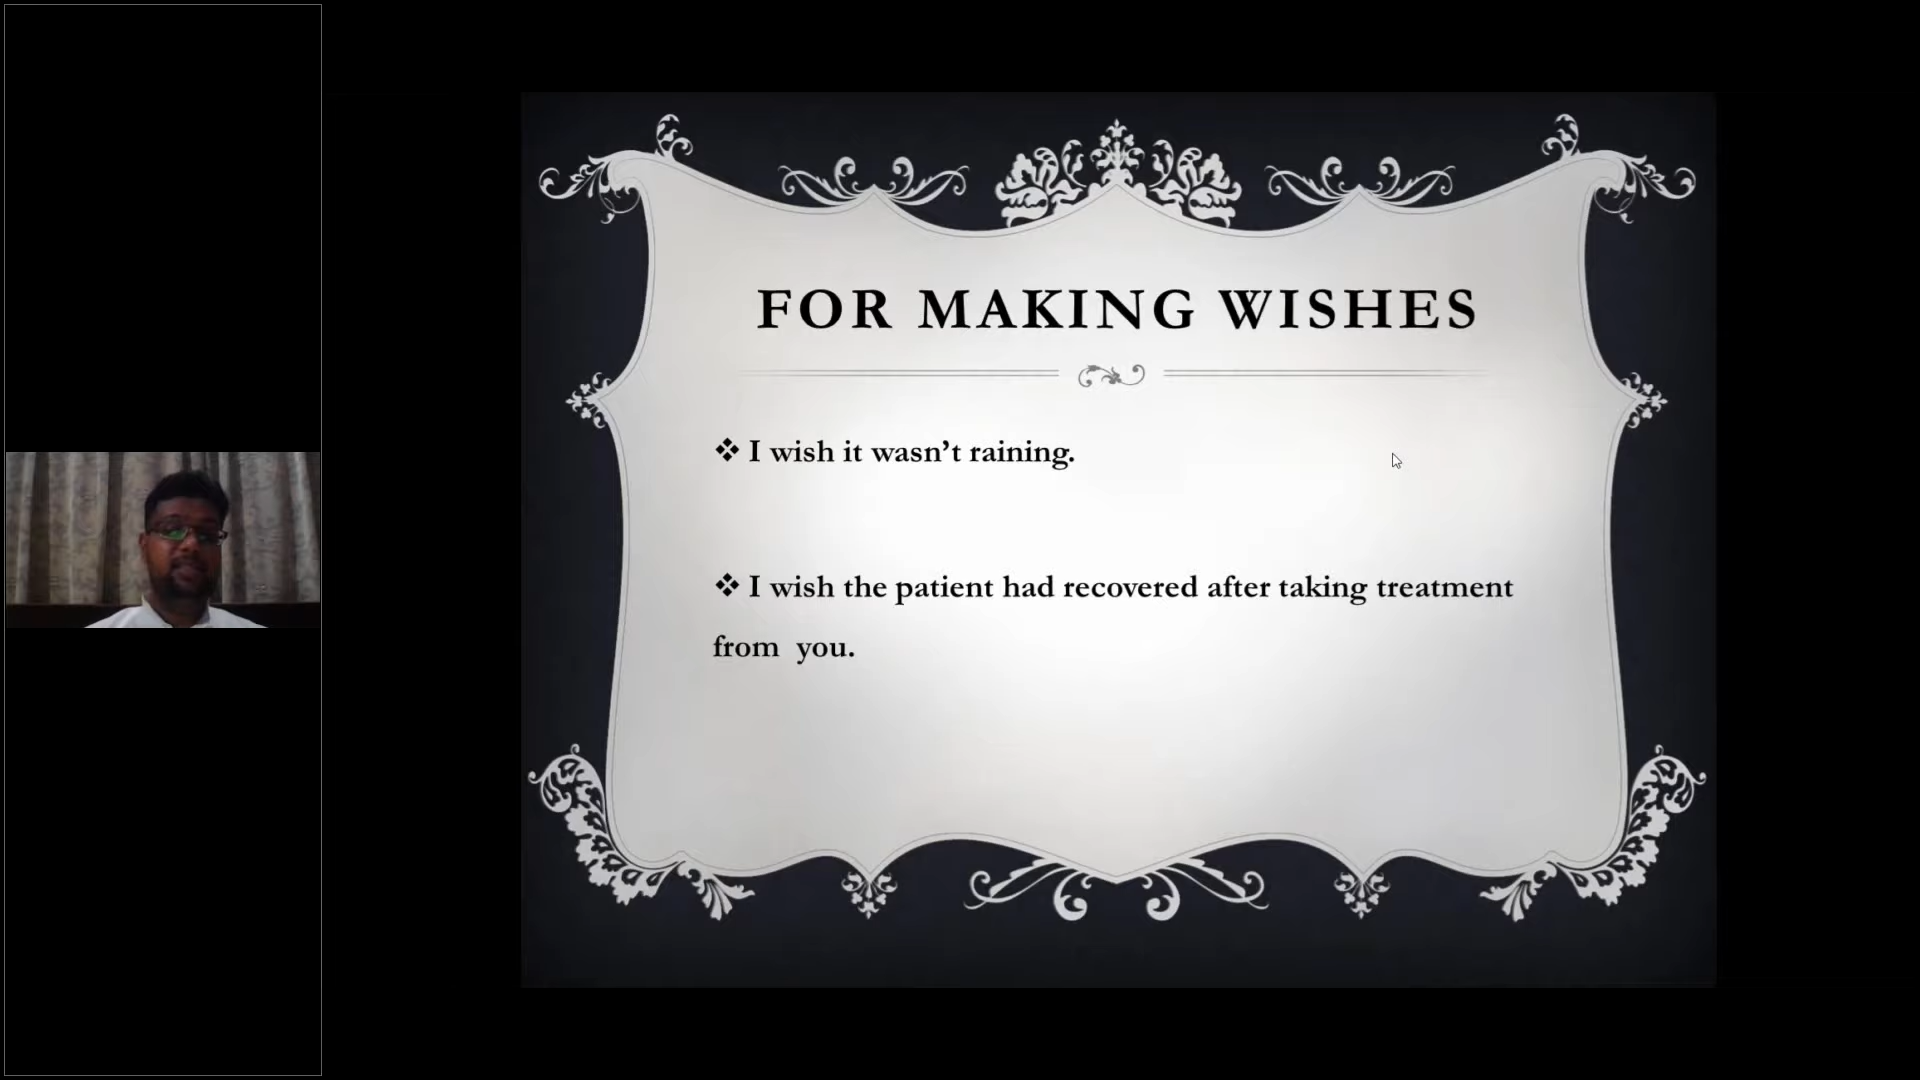 FOR MAKING WISHES
❖ I wish it wasn’t raining.
❖ I wish the patient had recovered after taking treatment
from you.